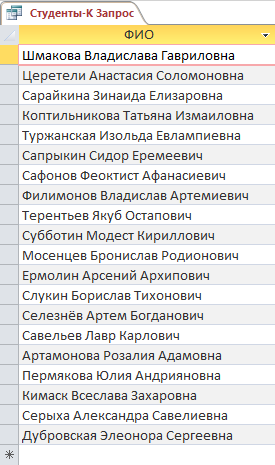 Студенты-К Запрос
ФИО
Шмакова Владислава Гавриловна
Церетели Анастасия Соломоновна
Сарайкина Зинаида Елизаровна
Коптильникова Татьяна Измаиловна
Туржанская Изольда Евлампиевна
Сапрыкин Сидор Еремеевич
Сафонов Феоктист Афанасиевич
Филимонов Владислав Артемиевич
Терентьев Якуб Остапович
Субботин Модест Кириллович
Мосенцев Бронислав Родионович
Ермолин Арсений Архипович
Слукин Борислав Тихонович
Селезнёв Артем Богданович
Савельев Лавр Карлович
Артамонова Розалия Адамовна
Пермякова Юлия Андрияновна
Кимаск Всеслава Захаровна
Серыха Александра Савелиевна
Дубровская Элеонора Сергеевна